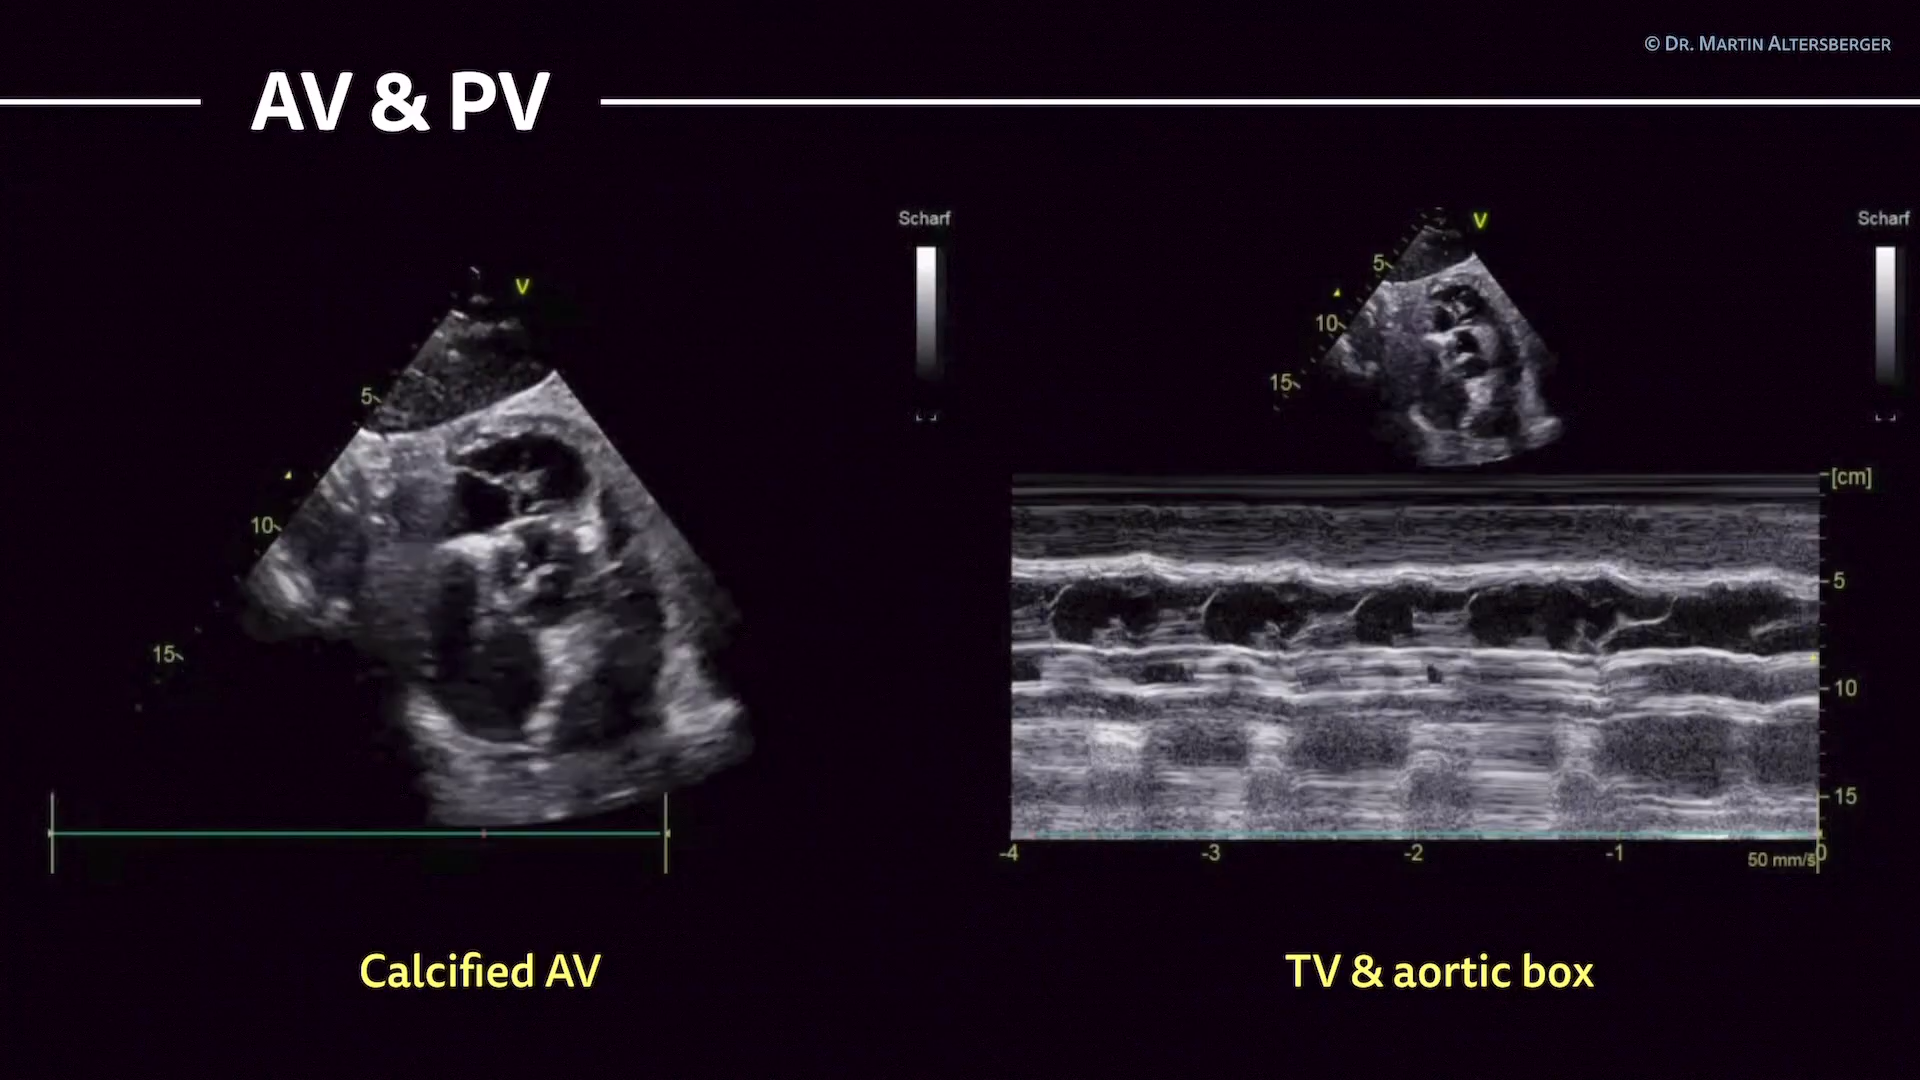 © Dr. Martin Altersberger
AV & PV
Scharf
V
5
10
15
Calcified AV
Scharf
V
5
10
15
[cm]
5
10
15
-4
-3
-2
-1
0
50 mm/s
TV & aortic box